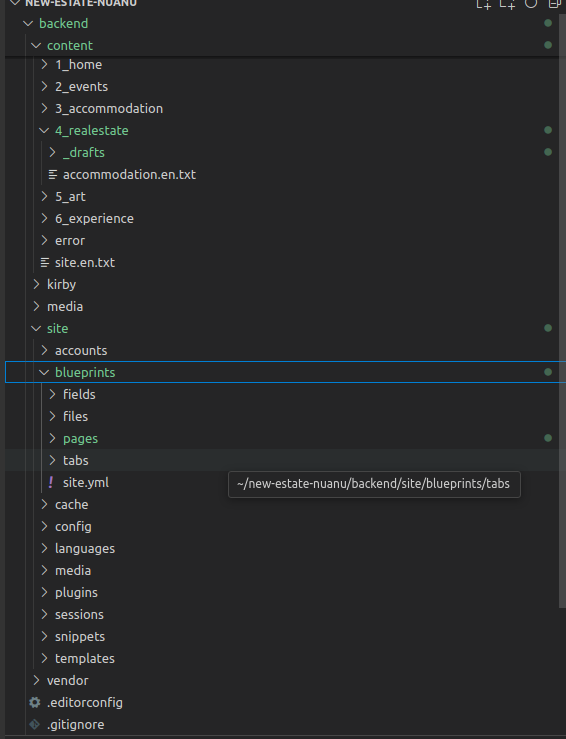 NEW-ESTATE-NUANU
backend
content
1_home
2_events
3_accommodation
4_realestate
_drafts
accommodation.en.txt
5_art
6_experience
error
site.en.txt
kirby
media
site
accounts
blueprints
fields
files
pages
tabs
! site.yml
~/new-estate-nuanu/backend/site/blueprints/tabs
cache
config
languages
media
plugins
sessions
snippets
templates
vendor
.editorconfig
.gitignore